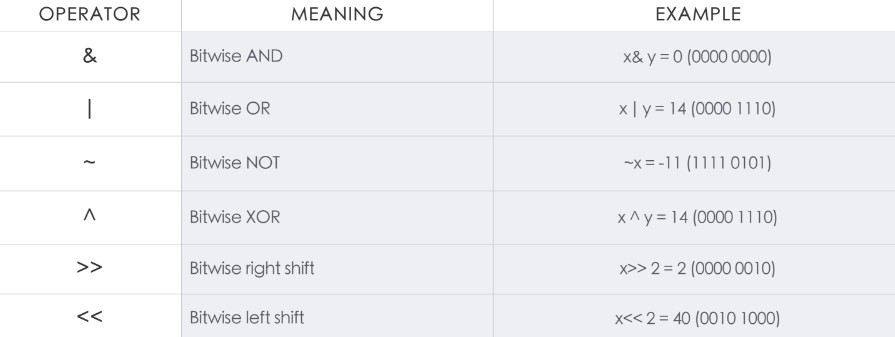 OPERATOR MEANING EXAMPLE
& Bitwise AND x& y = 0 (0000 0000)
| Bitwise OR x | y = 14 (0000 1110)
~ Bitwise NOT ~x = -11 (1111 0101)
^ Bitwise XOR x ^ y = 14 (0000 1110)
>> Bitwise right shift x>> 2 = 2 (0000 0010)
<< Bitwise left shift x<< 2 = 40 (0010 1000)